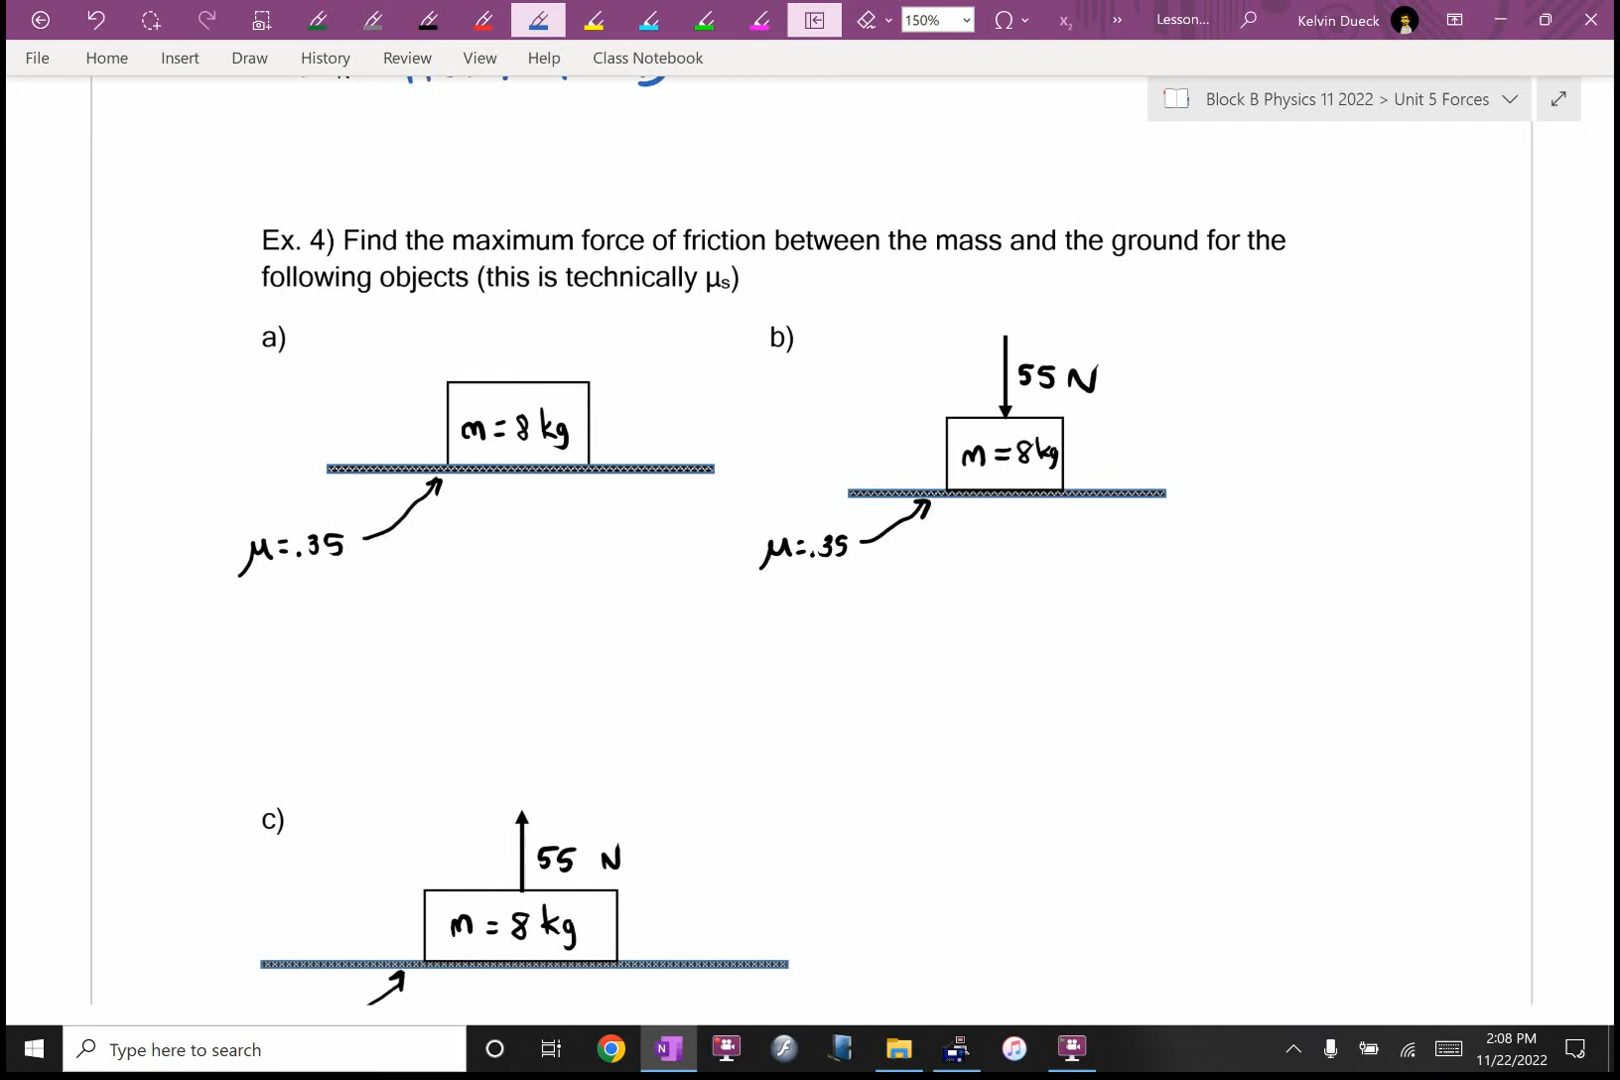 150%
x₂
Lesson...
Kelvin Dueck
File Home Insert Draw History Review View Help Class Notebook
Block B Physics 11 2022 > Unit 5 Forces
Ex. 4) Find the maximum force of friction between the mass and the ground for the
following objects (this is technically μₛ)
a)
m = 8 kg
μ = .35
b)
55 N
m = 8 kg
μ = .35
c)
55 N
m = 8 kg
Type here to search
2:08 PM
11/22/2022